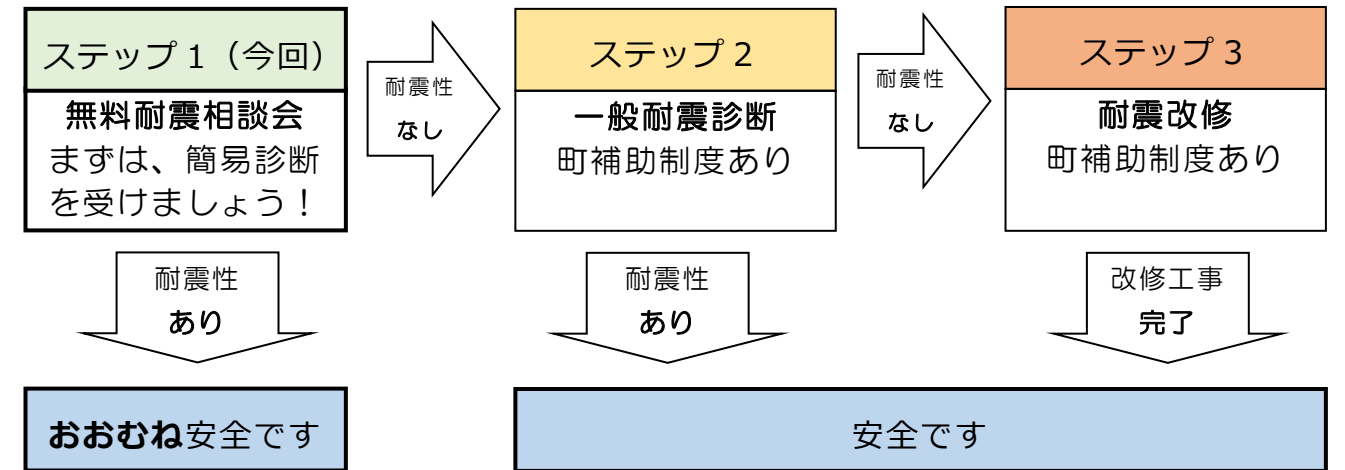 ステップ1（今回）
無料耐震相談会
まずは、簡易診断
を受けましょう！
耐震性
なし
ステップ2
一般耐震診断
町補助制度あり
耐震性
なし
ステップ3
耐震改修
町補助制度あり
耐震性
あり
耐震性
あり
改修工事
完了
おおむね安全です
安全です